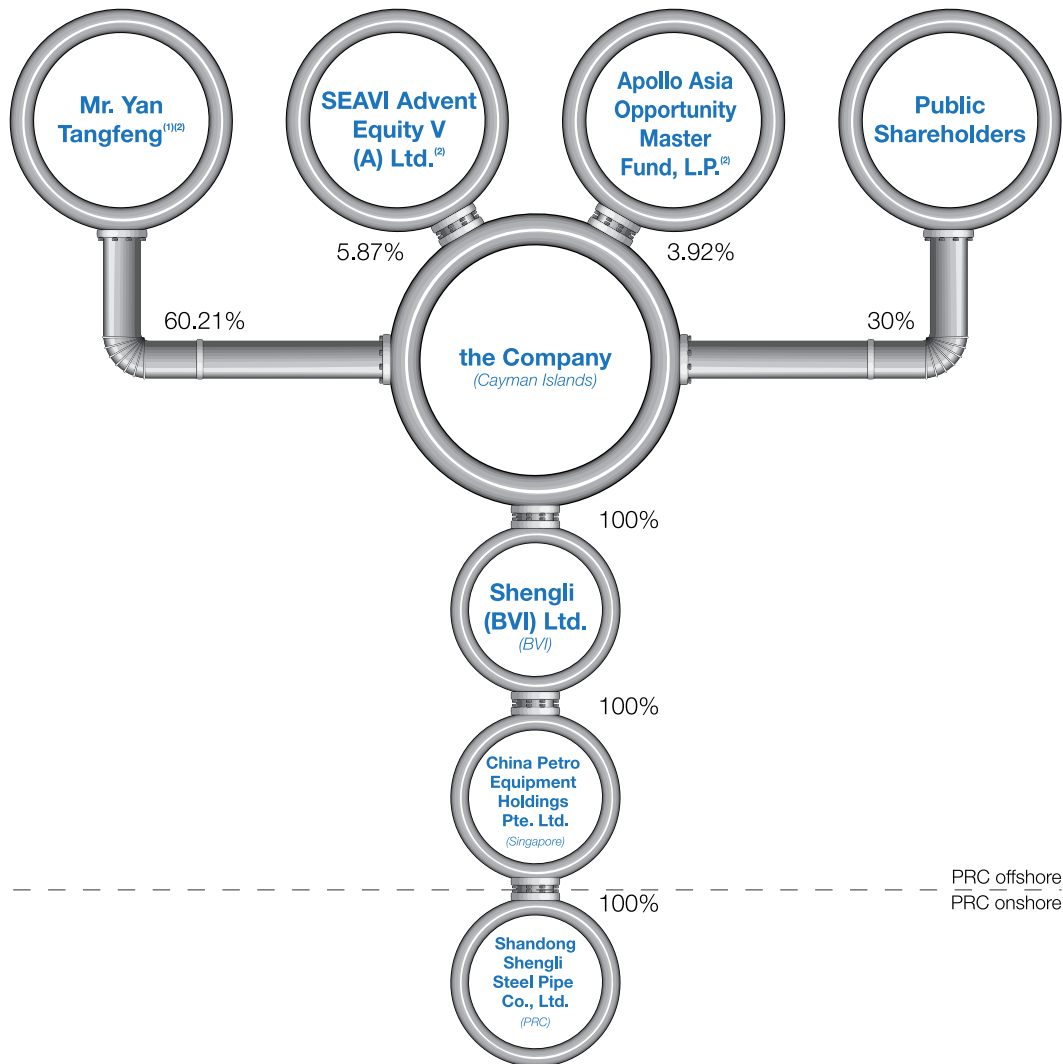 Mr. Yan
Tangfeng(1)(2)
SEAVI Advent
Equity V
(A) Ltd.(2)
Apollo Asia
Opportunity
Master
Fund, L.P.(2)
Public
Shareholders
5.87%
3.92%
60.21%
30%
the Company
(Cayman Islands)
100%
Shengli
(BVI) Ltd.
(BVI)
100%
China Petro
Equipment
Holdings
Pte. Ltd.
(Singapore)
PRC offshore
PRC onshore
100%
Shandong
Shengli
Steel Pipe
Co., Ltd.
(PRC)